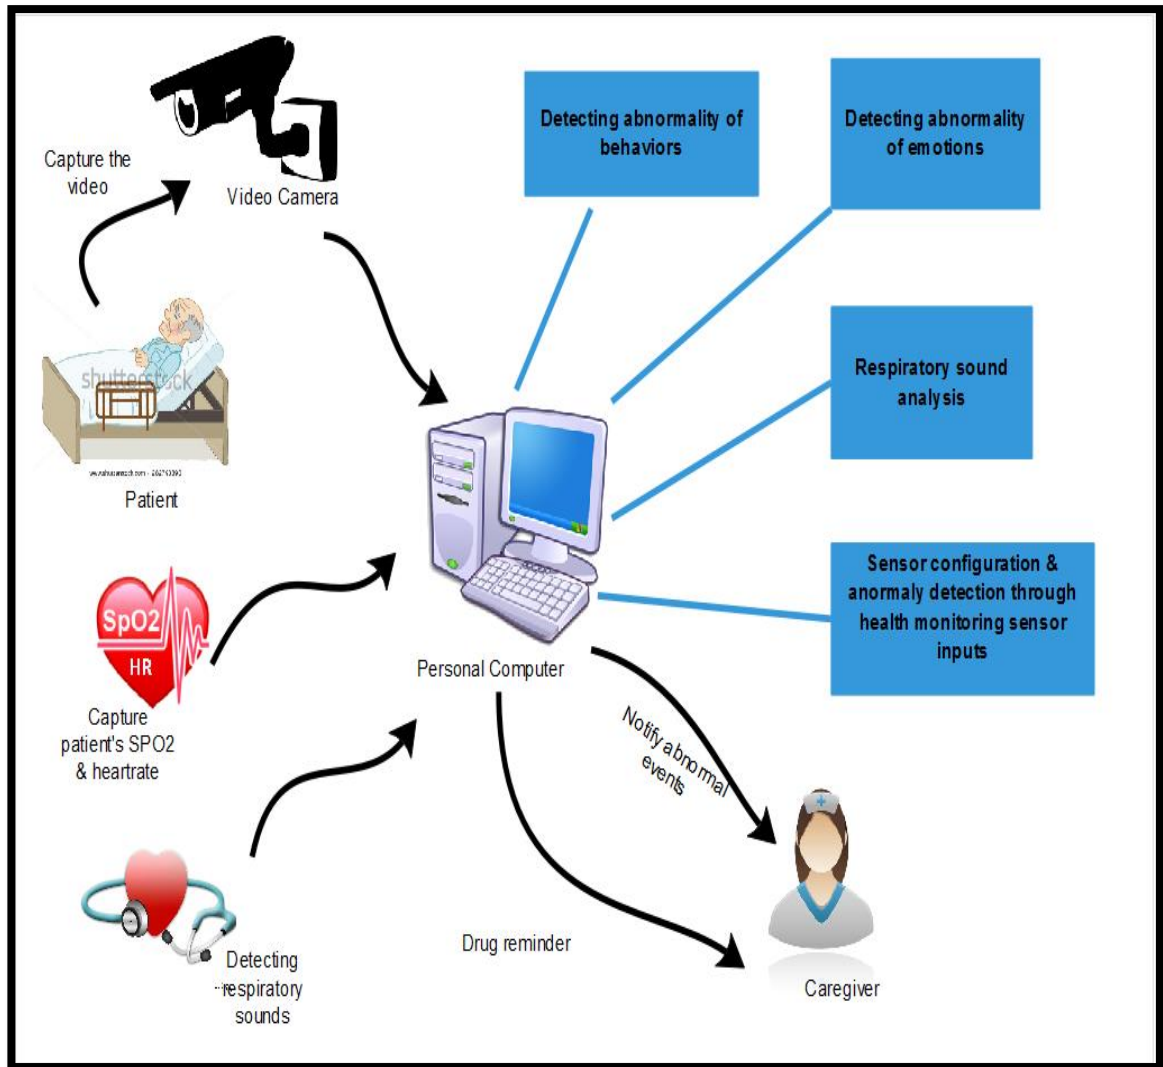 Capture the
video
Video Camera
Detecting abnormality of
behaviors
Detecting abnormality
of emotions
shutterstock
Patient
Respiratory sound
analysis
SpO2
HR
Capture
patient's SPO2
& heartrate
Personal Computer
Sensor configuration &
anormaly detection through
health monitoring sensor
inputs
Notify abnormal
events
Detecting
respiratory
sounds
Drug reminder
Caregiver